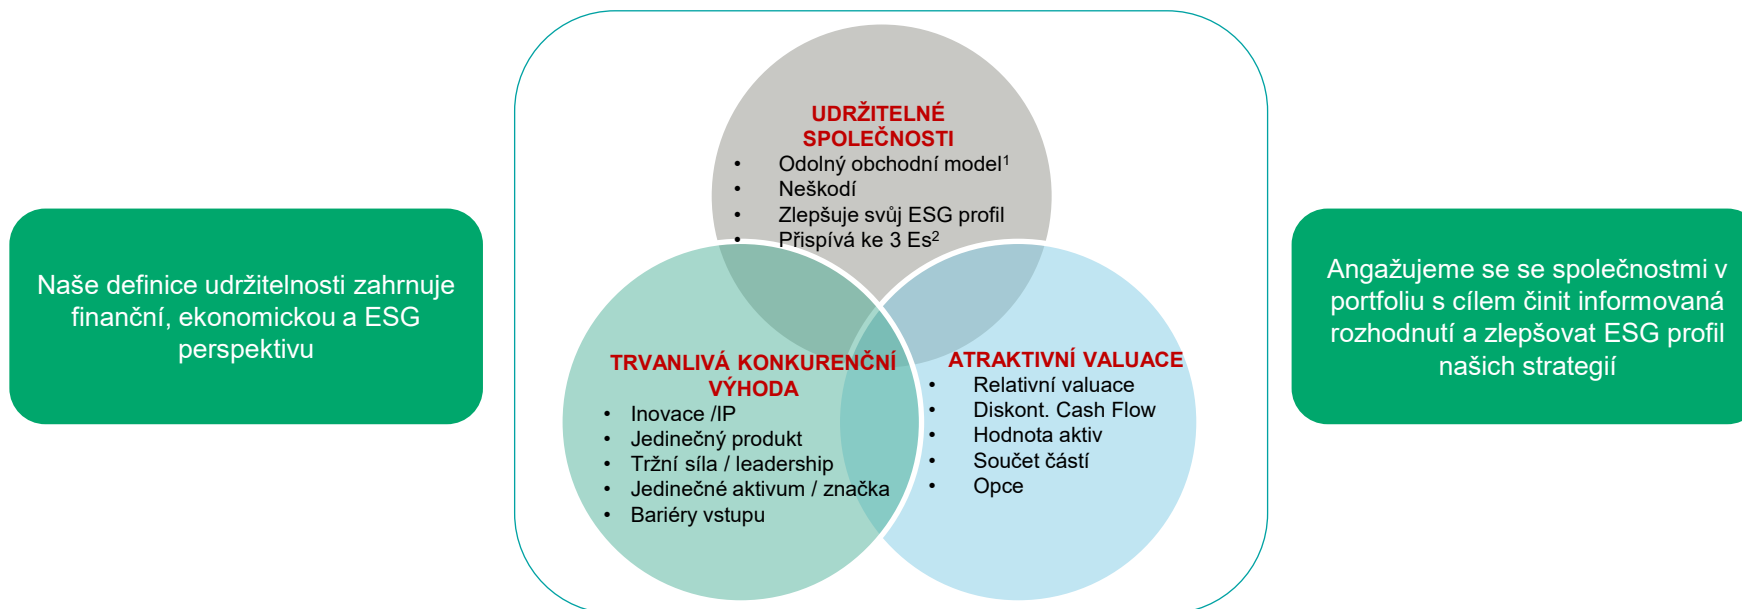 UDRŽITELNÉ
SPOLEČNOSTI
• Odolný obchodní model¹
• Neškodí
• Zlepšuje svůj ESG profil
• Přispívá ke 3 Es²
Naše definice udržitelnosti zahrnuje
finanční, ekonomickou a ESG
perspektivu
TRVANLIVÁ KONKURENČNÍ
VÝHODA
• Inovace /IP
• Jedinečný produkt
• Tržní síla / leadership
• Jedinečné aktivum / značka
• Bariéry vstupu
ATRAKTIVNÍ VALUACE
• Relativní valuace
• Diskont. Cash Flow
• Hodnota aktiv
• Součet částí
• Opce
Angažujeme se se společnostmi v
portfoliu s cílem činit informovaná
rozhodnutí a zlepšovat ESG profil
našich strategií